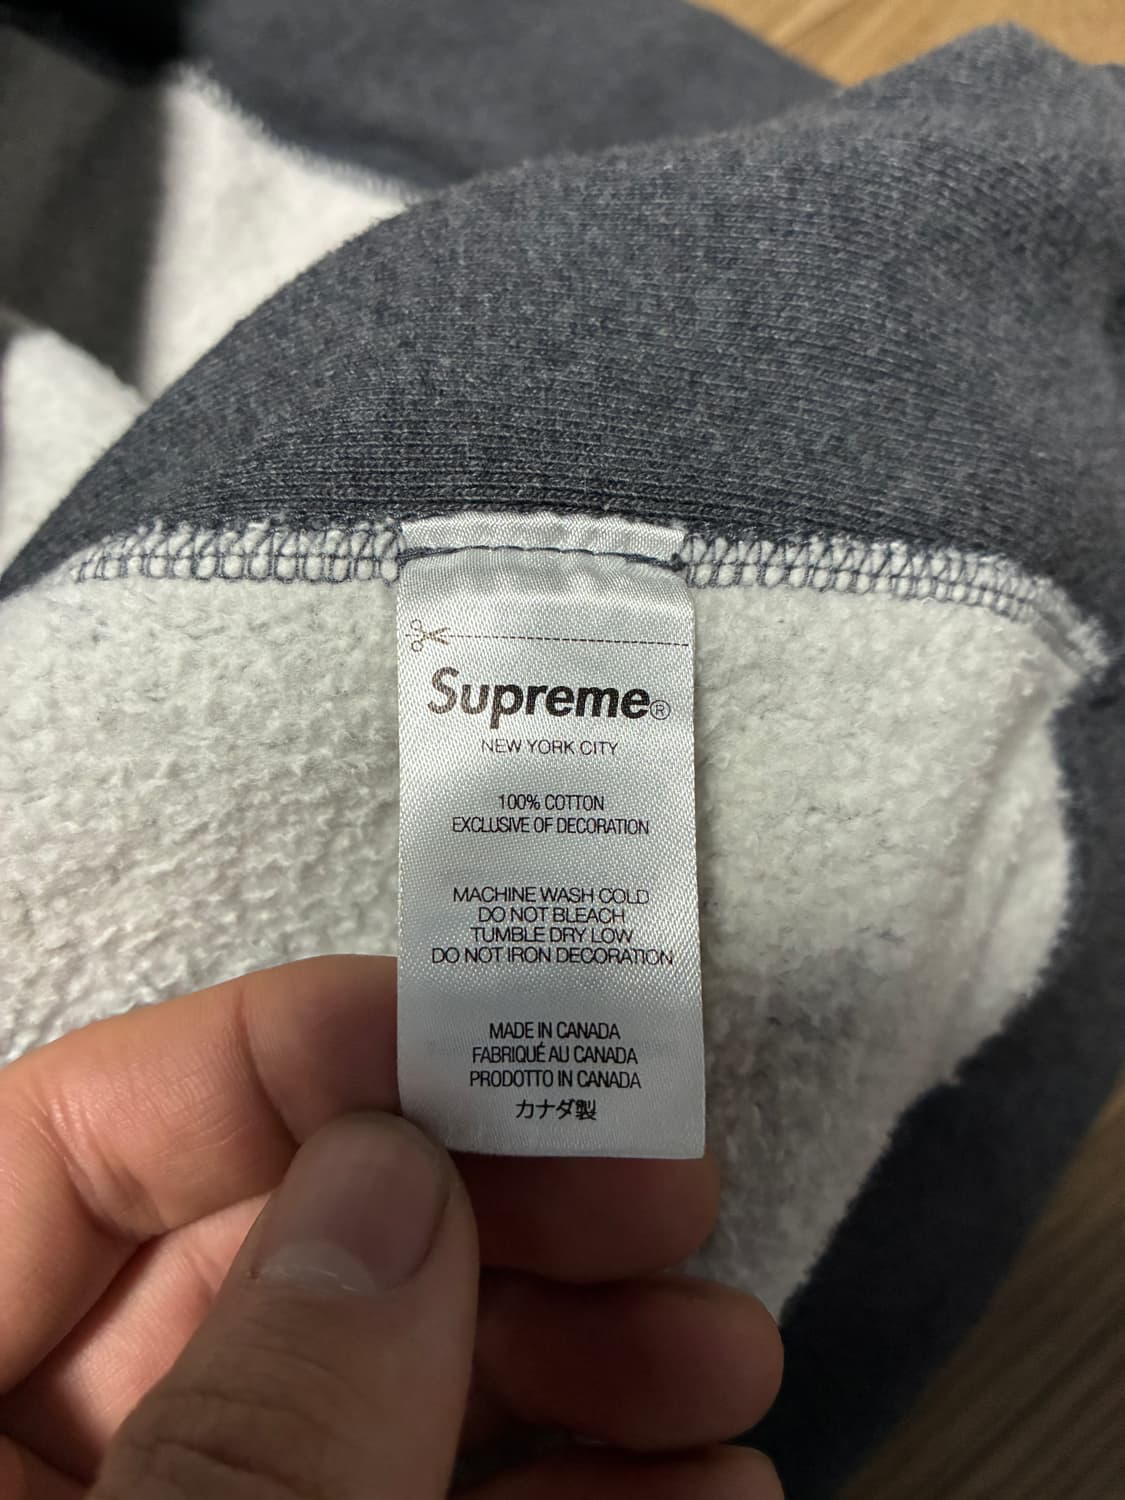 Supreme®
NEW YORK CITY
100% COTTON
EXCLUSIVE OF DECORATION
MACHINE WASH COLD
DO NOT BLEACH
TUMBLE DRY LOW
DO NOT IRON DECORATION
MADE IN CANADA
FABRIQUÉ AU CANADA
PRODOTTO IN CANADA
カナダ製